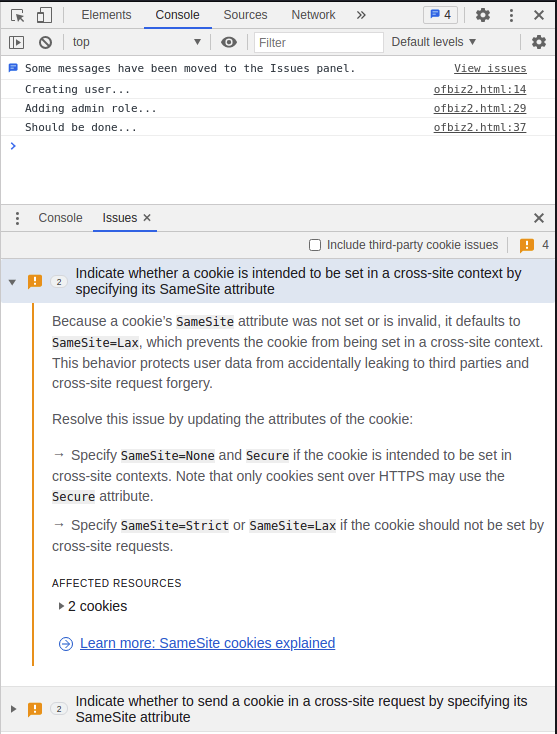 Elements Console Sources Network » 4
top Filter Default levels
Some messages have been moved to the Issues panel. View issues
Creating user... ofbiz2.html:14
Adding admin role... ofbiz2.html:29
Should be done... ofbiz2.html:37
Console Issues
Include third-party cookie issues 4
2 Indicate whether a cookie is intended to be set in a cross-site context by
specifying its SameSite attribute
Because a cookie’s SameSite attribute was not set or is invalid, it defaults to
SameSite=Lax, which prevents the cookie from being set in a cross-site context.
This behavior protects user data from accidentally leaking to third parties and
cross-site request forgery.
Resolve this issue by updating the attributes of the cookie:
→ Specify SameSite=None and Secure if the cookie is intended to be set in
cross-site contexts. Note that only cookies sent over HTTPS may use the
Secure attribute.
→ Specify SameSite=Strict or SameSite=Lax if the cookie should not be set by
cross-site requests.
AFFECTED RESOURCES
2 cookies
Learn more: SameSite cookies explained
2 Indicate whether to send a cookie in a cross-site request by specifying its
SameSite attribute